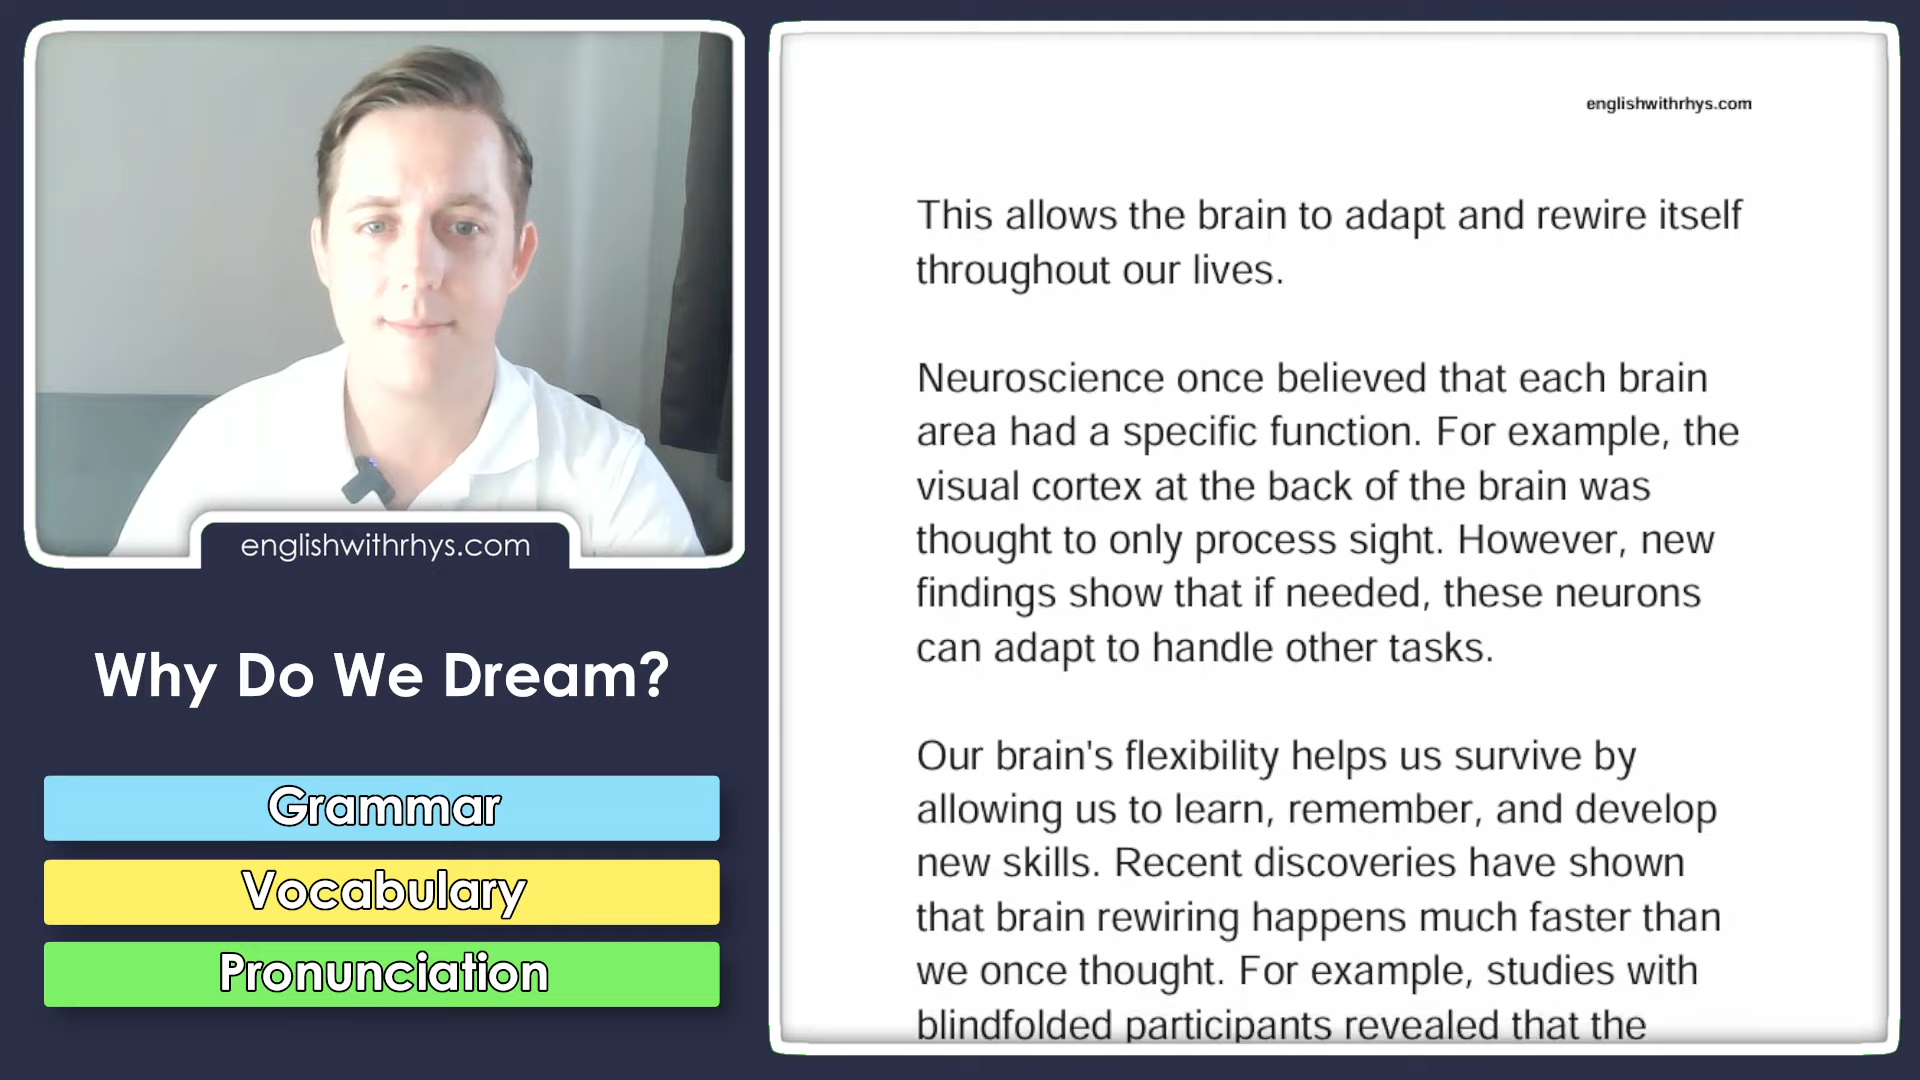 englishwithrhys.com
Why Do We Dream?
Grammar
Vocabulary
Pronunciation
englishwithrhys.com
This allows the brain to adapt and rewire itself
throughout our lives.
Neuroscience once believed that each brain
area had a specific function. For example, the
visual cortex at the back of the brain was
thought to only process sight. However, new
findings show that if needed, these neurons
can adapt to handle other tasks.
Our brain's flexibility helps us survive by
allowing us to learn, remember, and develop
new skills. Recent discoveries have shown
that brain rewiring happens much faster than
we once thought. For example, studies with
blindfolded participants revealed that the